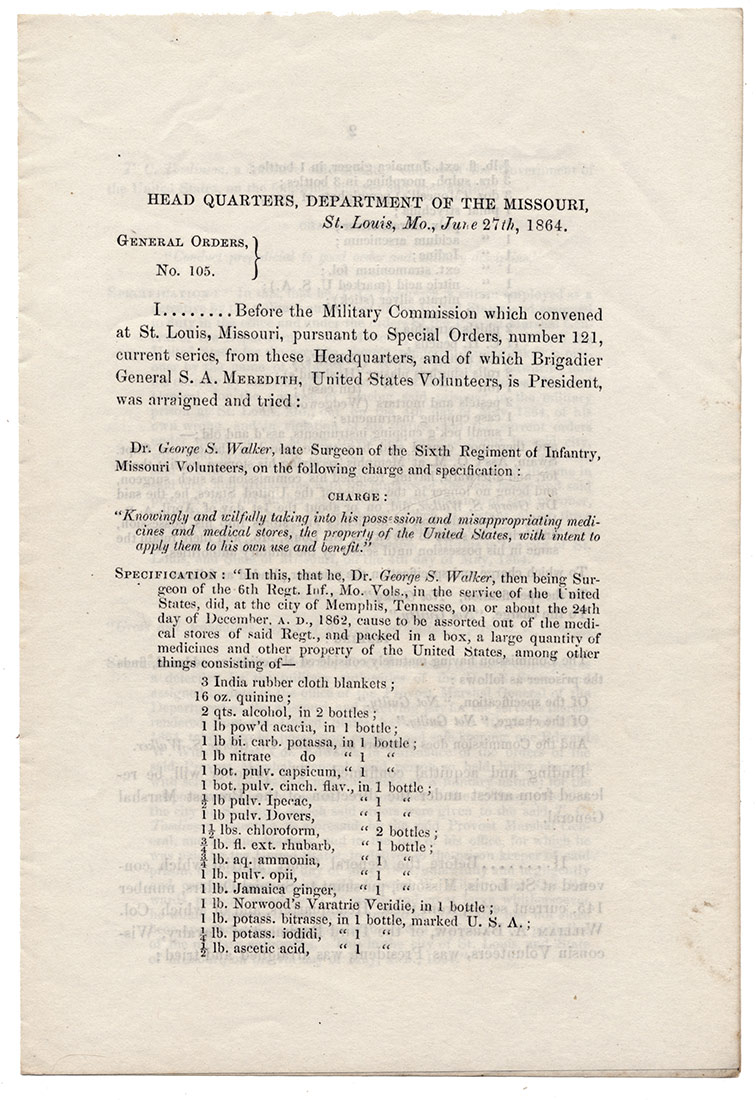 HEAD QUARTERS, DEPARTMENT OF THE MISSOURI,
St. Louis, Mo., June 27th, 1864.
GENERAL ORDERS,
No. 105.
I........Before the Military Commission which convened
at St. Louis, Missouri, pursuant to Special Orders, number 121,
current series, from these Headquarters, and of which Brigadier
General S. A. MEREDITH, United States Volunteers, is President,
was arraigned and tried :
Dr. George S. Walker, late Surgeon of the Sixth Regiment of Infantry,
Missouri Volunteers, on the following charge and specification :
CHARGE :
"Knowingly and wilfully taking into his possession and misappropriating medi-
cines and medical stores, the property of the United States, with intent to
apply them to his own use and benefit."
SPECIFICATION : "In this, that he, Dr. George S. Walker, then being Sur-
geon of the 6th Regt. Inf., Mo. Vols., in the service of the United
States, did, at the city of Memphis, Tennesse, on or about the 24th
day of December, A. D., 1862, cause to be assorted out of the medi-
cal stores of said Regt., and packed in a box, a large quantity of
medicines and other property of the United States, among other
things consisting of—
3 India rubber cloth blankets ;
16 oz. quinine ;
2 qts. alcohol, in 2 bottles ;
1 lb pow'd acacia, in 1 bottle ;
1 lb bi. carb. potassa, in 1 bottle ;
1 lb nitrate do " 1 "
1 bot. pulv. capsicum, " 1 "
1 bot. pulv. cinch. flav., in 1 bottle ;
½ lb pulv. Ipecac, " 1 "
1 lb pulv. Dovers, " 1 "
1½ lbs. chloroform, " 2 bottles ;
¾ lb. fl. ext. rhubarb, " 1 bottle ;
¾ lb. aq. ammonia, " 1 "
1 lb. pulv. opii, " 1 "
1 lb. Jamaica ginger, " 1 "
1 lb. Norwood's Varatrie Veridie, in 1 bottle ;
1 lb. potass. bitrasse, in 1 bottle, marked U. S. A. ;
¼ lb. potass. iodidi, " 1 "
½ lb. ascetic acid, " 1 "